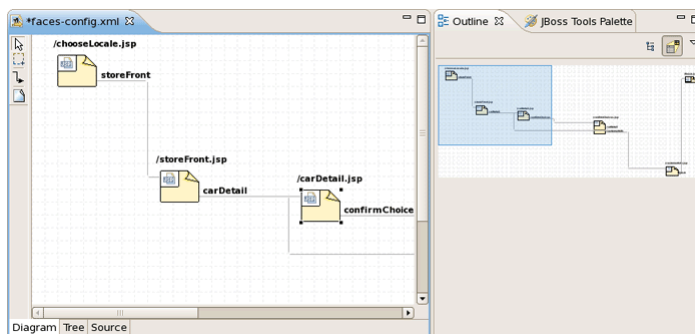 *faces-config.xml
Outline
JBoss Tools Palette
/chooseLocale.jsp
storeFront
/storeFront.jsp
carDetail
/carDetail.jsp
confirmChoice
Diagram Tree Source